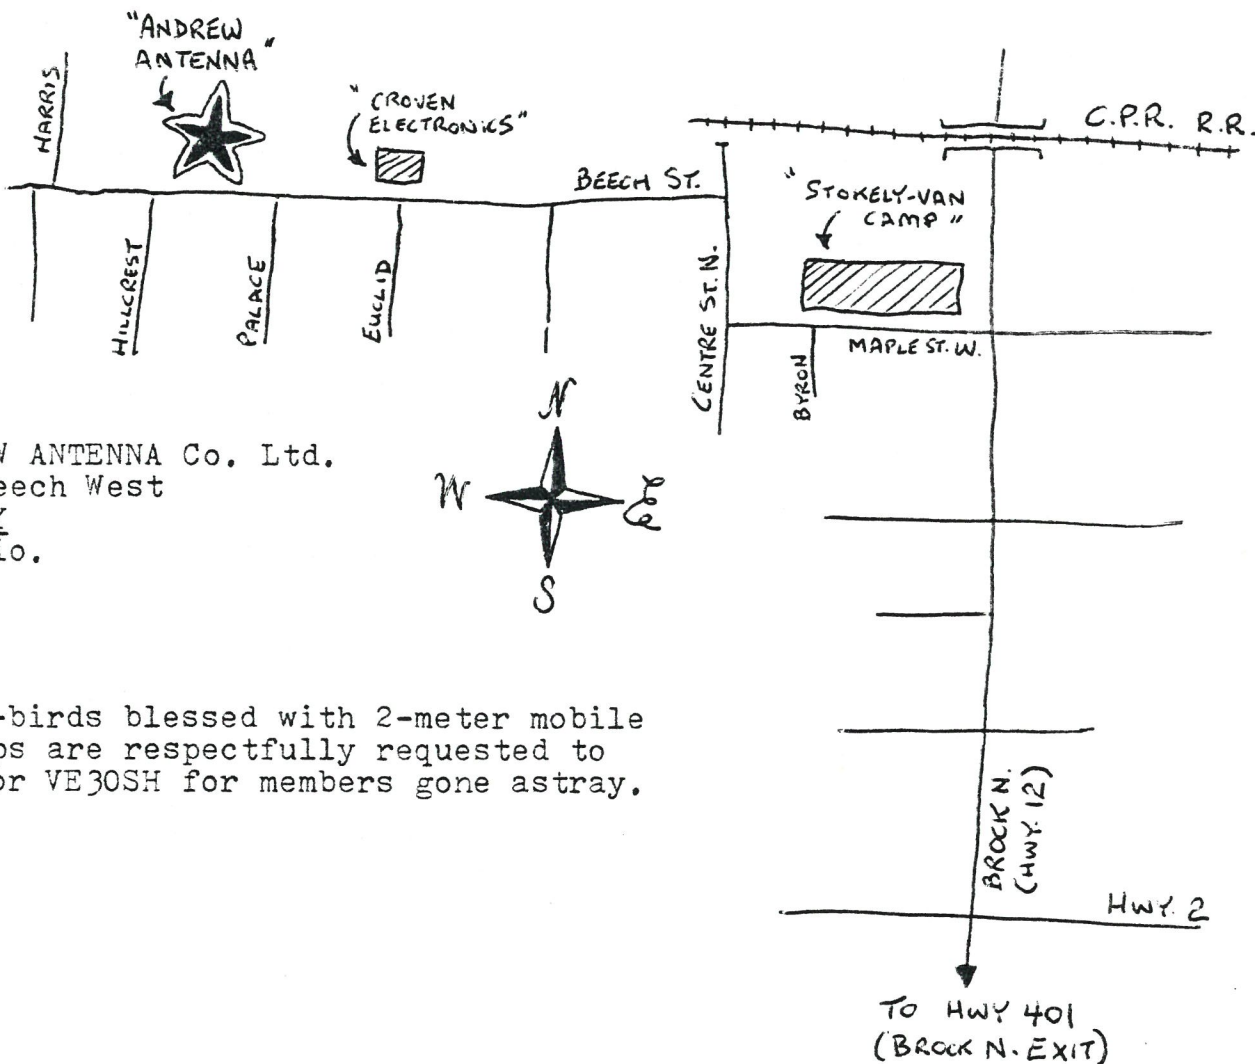 "ANDREW
ANTENNA"
HARRIS
"CROVEN
ELECTRONICS"
C.P.R. R.R.
BEECH ST.
"STOKELY-VAN
CAMP"
HILLCREST
PALACE
EUCLID
CENTRE ST. N.
MAPLE ST. W.
BYRON
N
W
E
S
ANTENNA Co. Ltd.
West
-birds blessed with 2-meter mobile
are respectfully requested to
VE3OSH for members gone astray.
BROCK N.
(HWY. 12)
HWY. 2
TO HWY 401
(BROCK N. EXIT)